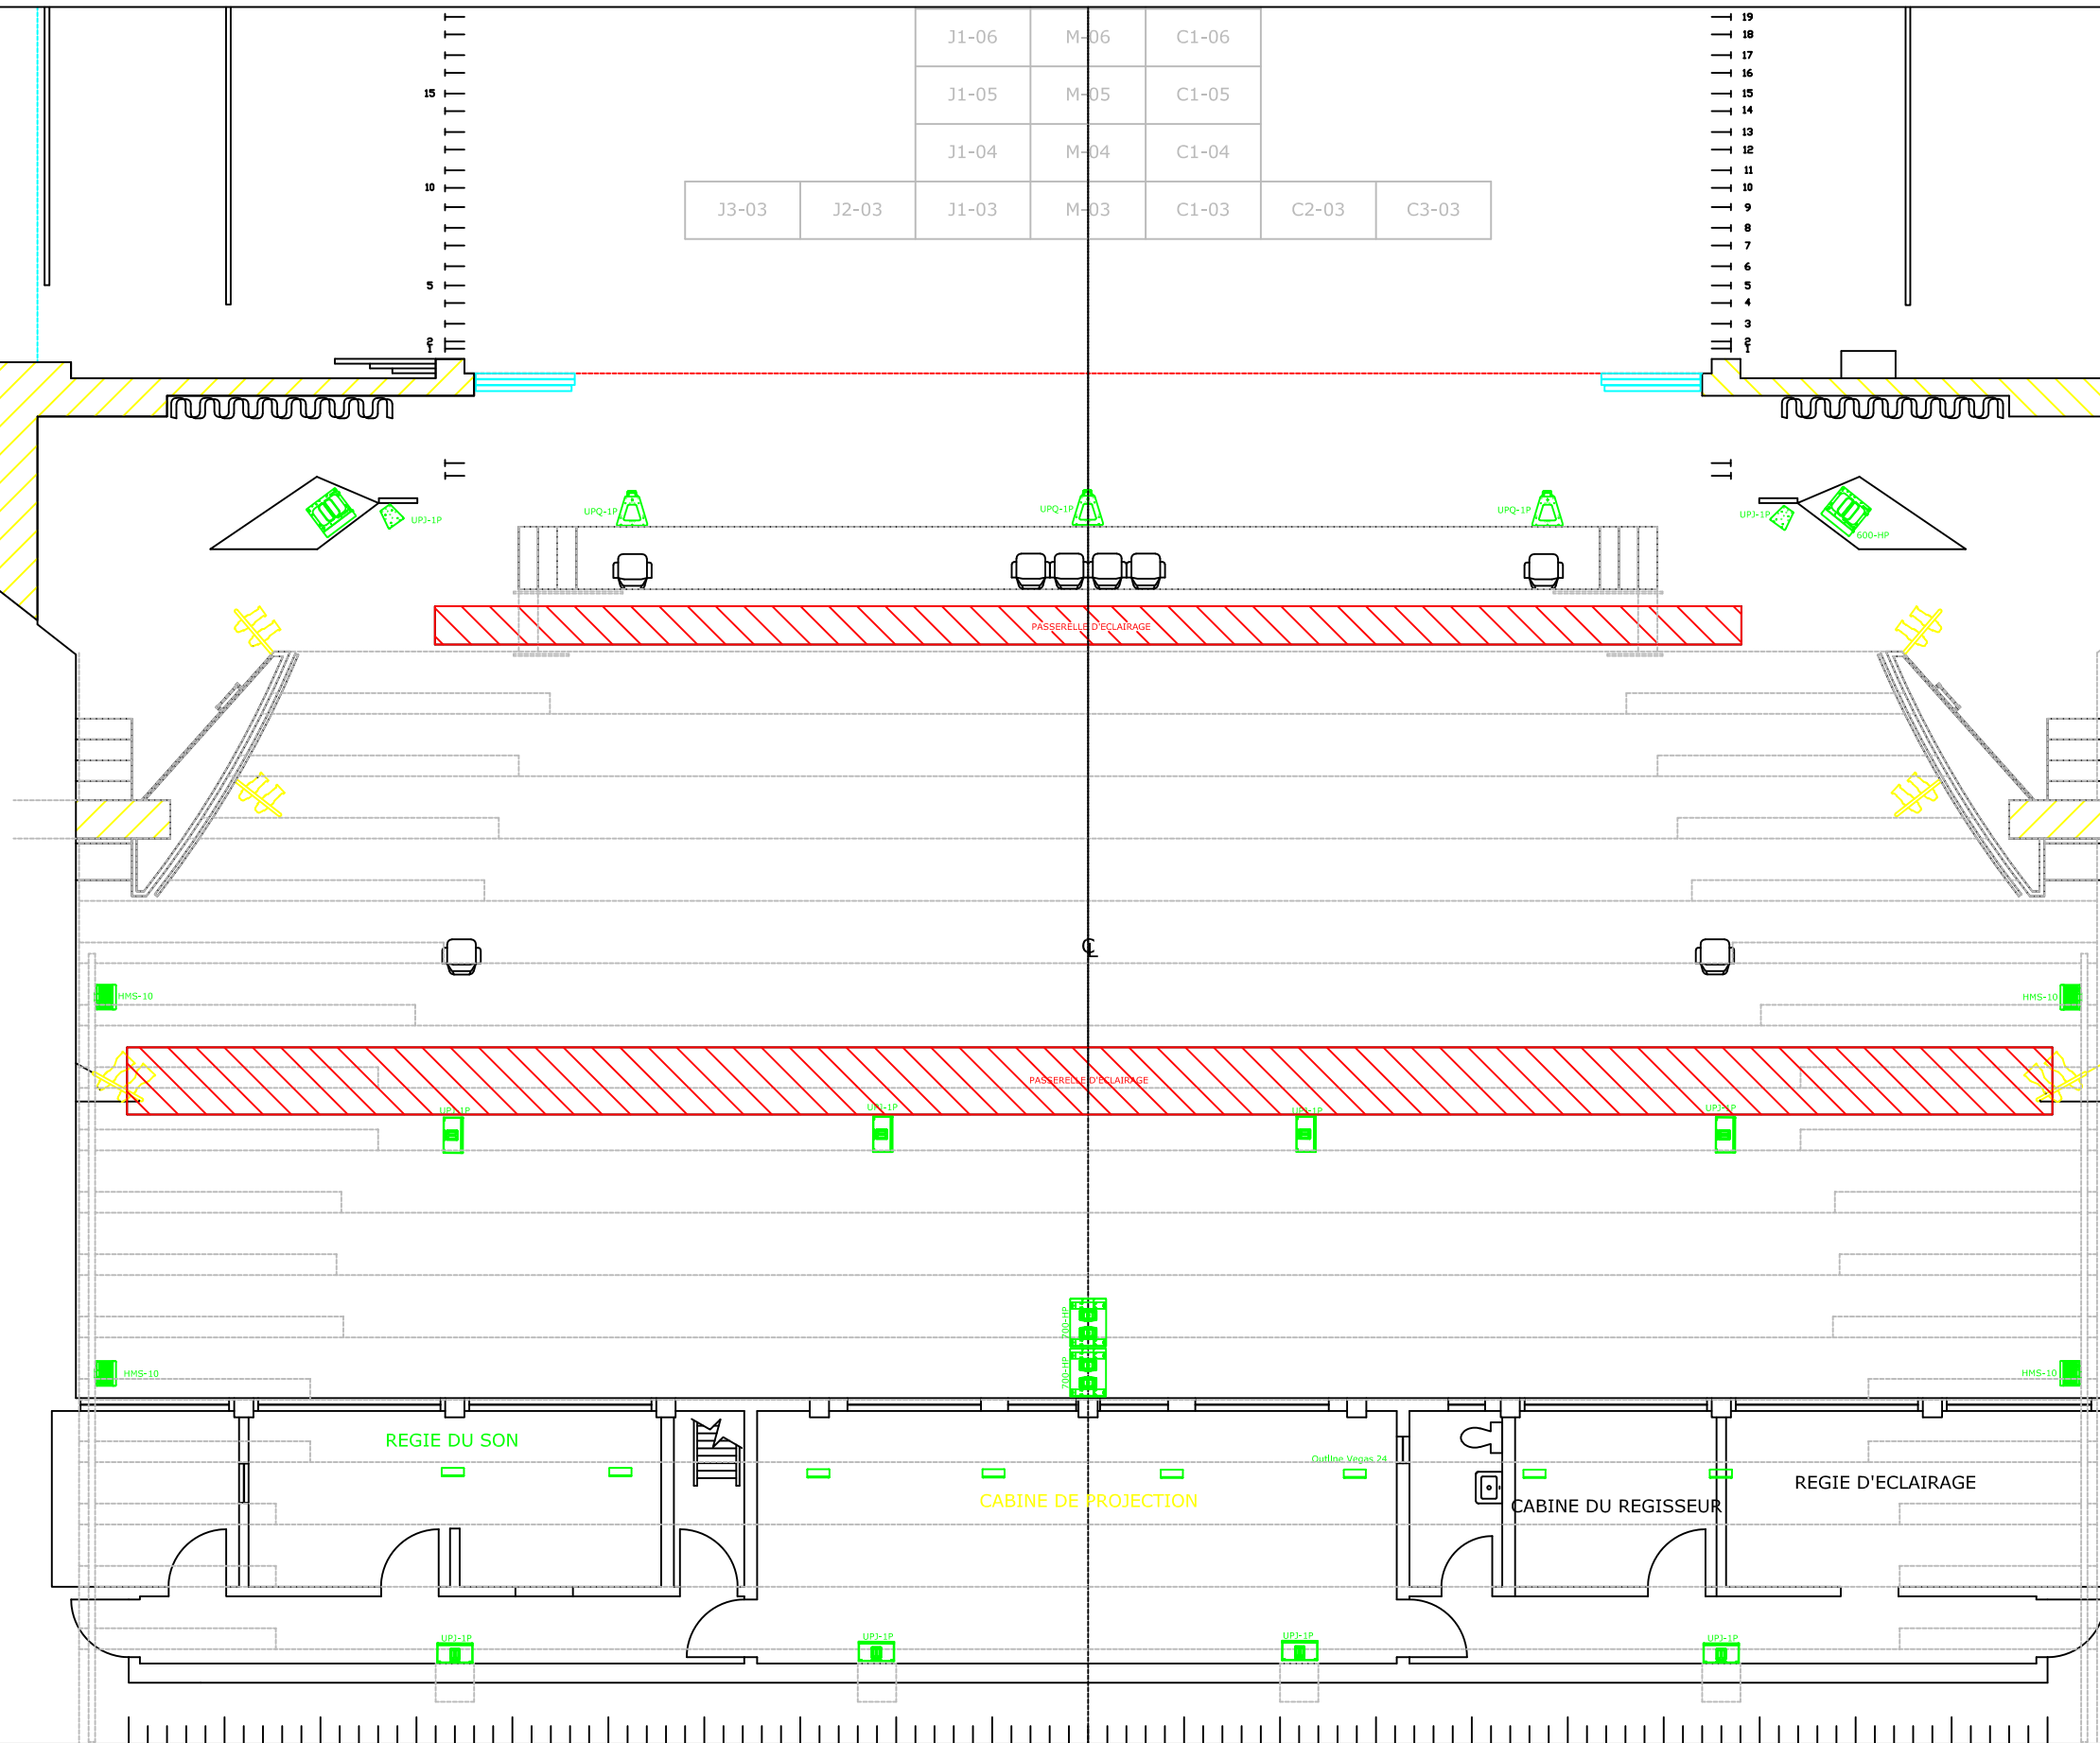 J1-06 M-06 C1-06 19
18
17
16
15 J1-05 M-05 C1-05 15
14
13
J1-04 M-04 C1-04 12
11
10 10
J3-03 J2-03 J1-03 M-03 C1-03 C2-03 C3-03 9
8
7
6
5 5
4
3
2 2
1 1
UPJ-1P UPQ-1P UPQ-1P UPQ-1P UPJ-1P
600-HP
PASSERELLE D'ECLAIRAGE
CL
HMS-10 HMS-10
PASSERELLE D'ECLAIRAGE
UPJ-1P UPJ-1P UPJ-1P UPJ-1P
700-HP
700-HP
HMS-10 HMS-10
REGIE DU SON
Outline Vegas 24
CABINE DE PROJECTION
REGIE D'ECLAIRAGE
CABINE DU REGISSEUR
UPJ-1P UPJ-1P UPJ-1P UPJ-1P